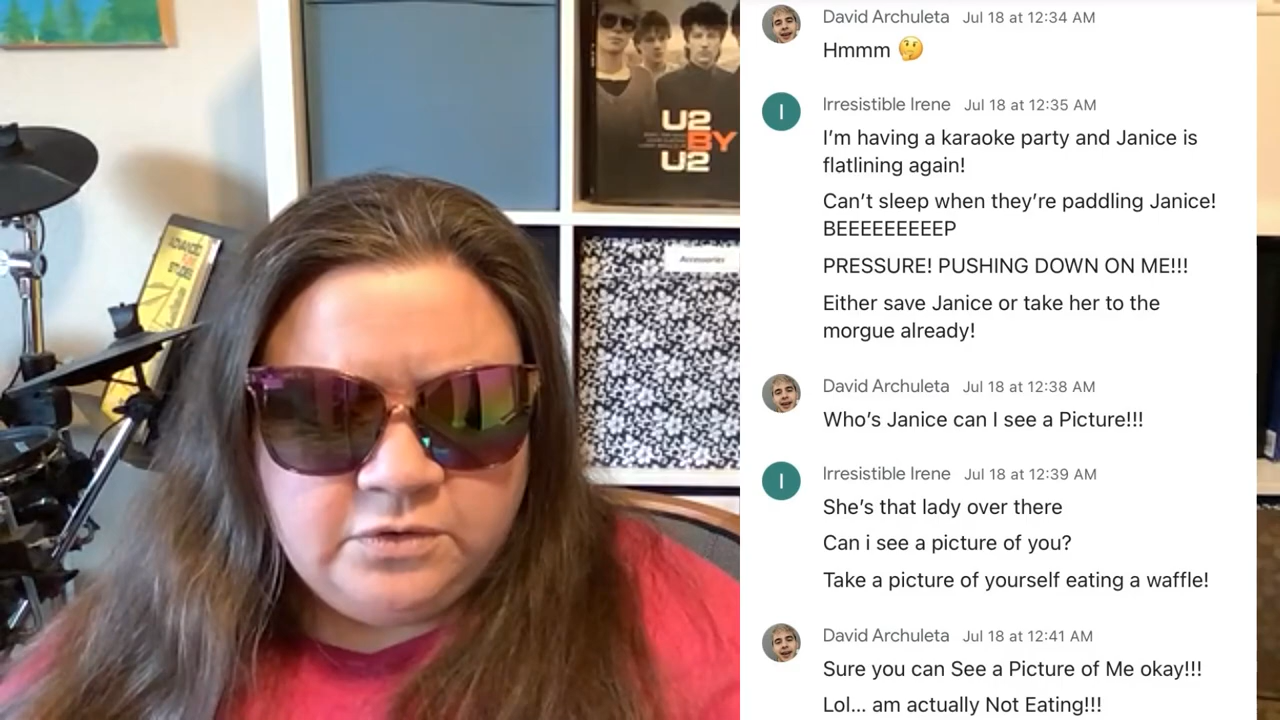 U2
BY
U2
Accessories
ADVANCED
David Archuleta Jul 18 at 12:34 AM
Hmmm 🤔
I
Irresistible Irene Jul 18 at 12:35 AM
I’m having a karaoke party and Janice is
flatlining again!
Can’t sleep when they’re paddling Janice!
BEEEEEEEEEP
PRESSURE! PUSHING DOWN ON ME!!!
Either save Janice or take her to the
morgue already!
David Archuleta Jul 18 at 12:38 AM
Who’s Janice can I see a Picture!!!
I
Irresistible Irene Jul 18 at 12:39 AM
She’s that lady over there
Can i see a picture of you?
Take a picture of yourself eating a waffle!
David Archuleta Jul 18 at 12:41 AM
Sure you can See a Picture of Me okay!!!
Lol... am actually Not Eating!!!